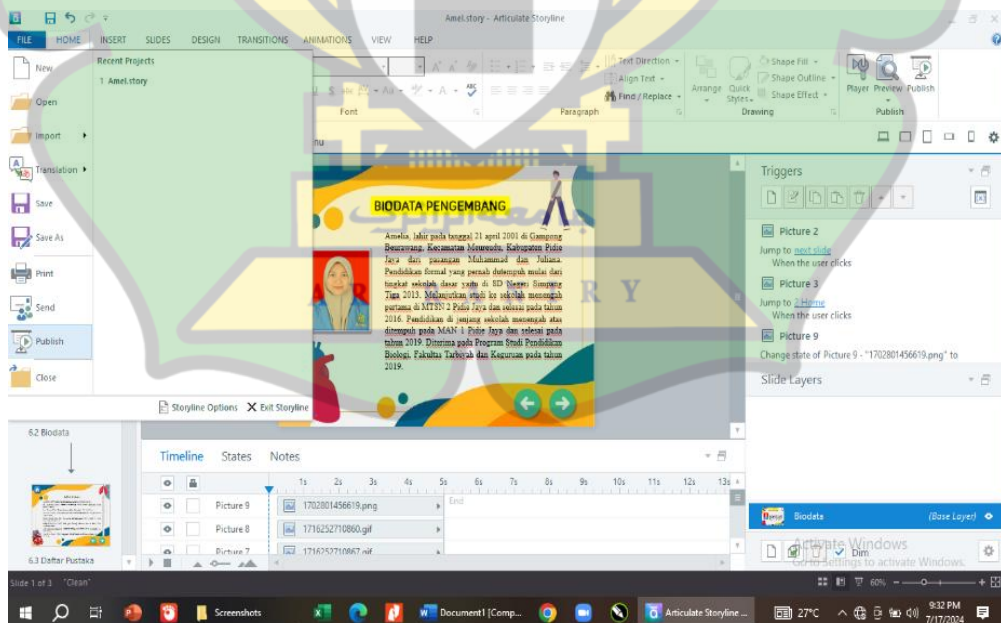 Amel.story - Articulate Storyline
FILE HOME INSERT SLIDES DESIGN TRANSITIONS ANIMATIONS VIEW HELP
New
Open
Import
Translation
Save
Save As
Print
Send
Publish
Close
Recent Projects
1 Amel.story
Storyline Options Exit Storyline
Font
Text Direction
Align Text
Find / Replace
Paragraph
Arrange
Quick Styles
Shape Fill
Shape Outline
Shape Effect
Drawing
Player Preview Publish
Publish
BIODATA PENGEMBANG
جامعة الرانري
Amelia, lahir pada tanggal 21 april 2001 di Gampong
Beurawang, Kecamatan Meureudu, Kabupaten Pidie
Jaya dari pasangan Muhammad dan Juliana.
Pendidikan formal yang pernah ditempuh mulai dari
tingkat sekolah dasar yaitu di SD Negeri Simpang
Tiga 2013. Melanjutkan studi ke sekolah menengah
pertama di MTSN 2 Pidie Jaya dan selesai pada tahun
2016. Pendidikan di jenjang sekolah menengah atas
ditempuh pada MAN 1 Pidie Jaya dan selesai pada
tahun 2019. Diterima pada Program Studi Pendidikan
Biologi, Fakultas Tarbiyah dan Keguruan pada tahun
2019.
Triggers
Picture 2
Jump to next slide
When the user clicks
Picture 3
Jump to 2 Home
When the user clicks
Picture 9
Change state of Picture 9 - "1702801456619.png" to
Slide Layers
Biodata (Base Layer)
Dim
Activate Windows
Go to Settings to activate Windows.
6.2 Biodata
6.3 Daftar Pustaka
Timeline States Notes
1s 2s 3s 4s 5s 6s 7s 8s 9s 10s 11s 12s 13s
Picture 9 1702801456619.png End
Picture 8 1716252710860.gif
Picture 7 1716252710867.gif
Slide 1 of 3 "Clean" 60%
Screenshots Document1 [Comp... Articulate Storyline ... 27°C 9:32 PM
7/17/2024